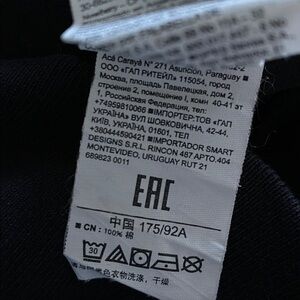 Acá Carayá N° 271 Asunción, Paraguay ■
ООО «ГАП РИТЕЙЛ» 115054, город
Москва, площадь Павелецкая, дом 2,
строение 2, помещение I, комн 40-41 эт
1, Российская Федерация, тел:
+74959810066 ■ ІМПОРТЕР:ТОВ «ГАП
УКРАЇНА» ВУЛ ШОВКОВИЧНА, 42-44,
КИЇВ, УКРАЇНА, 01601, ТЕЛ
+380444590421 ■ IMPORTADOR SMART
DESIGNS S.R.L. RINCON 487 APTO.404
MONTEVIDEO, URUGUAY RUT 21
689823 0011
EAC
■ CN : 中国 175/92A
100% 棉
30
色衣物洗涤，干燥